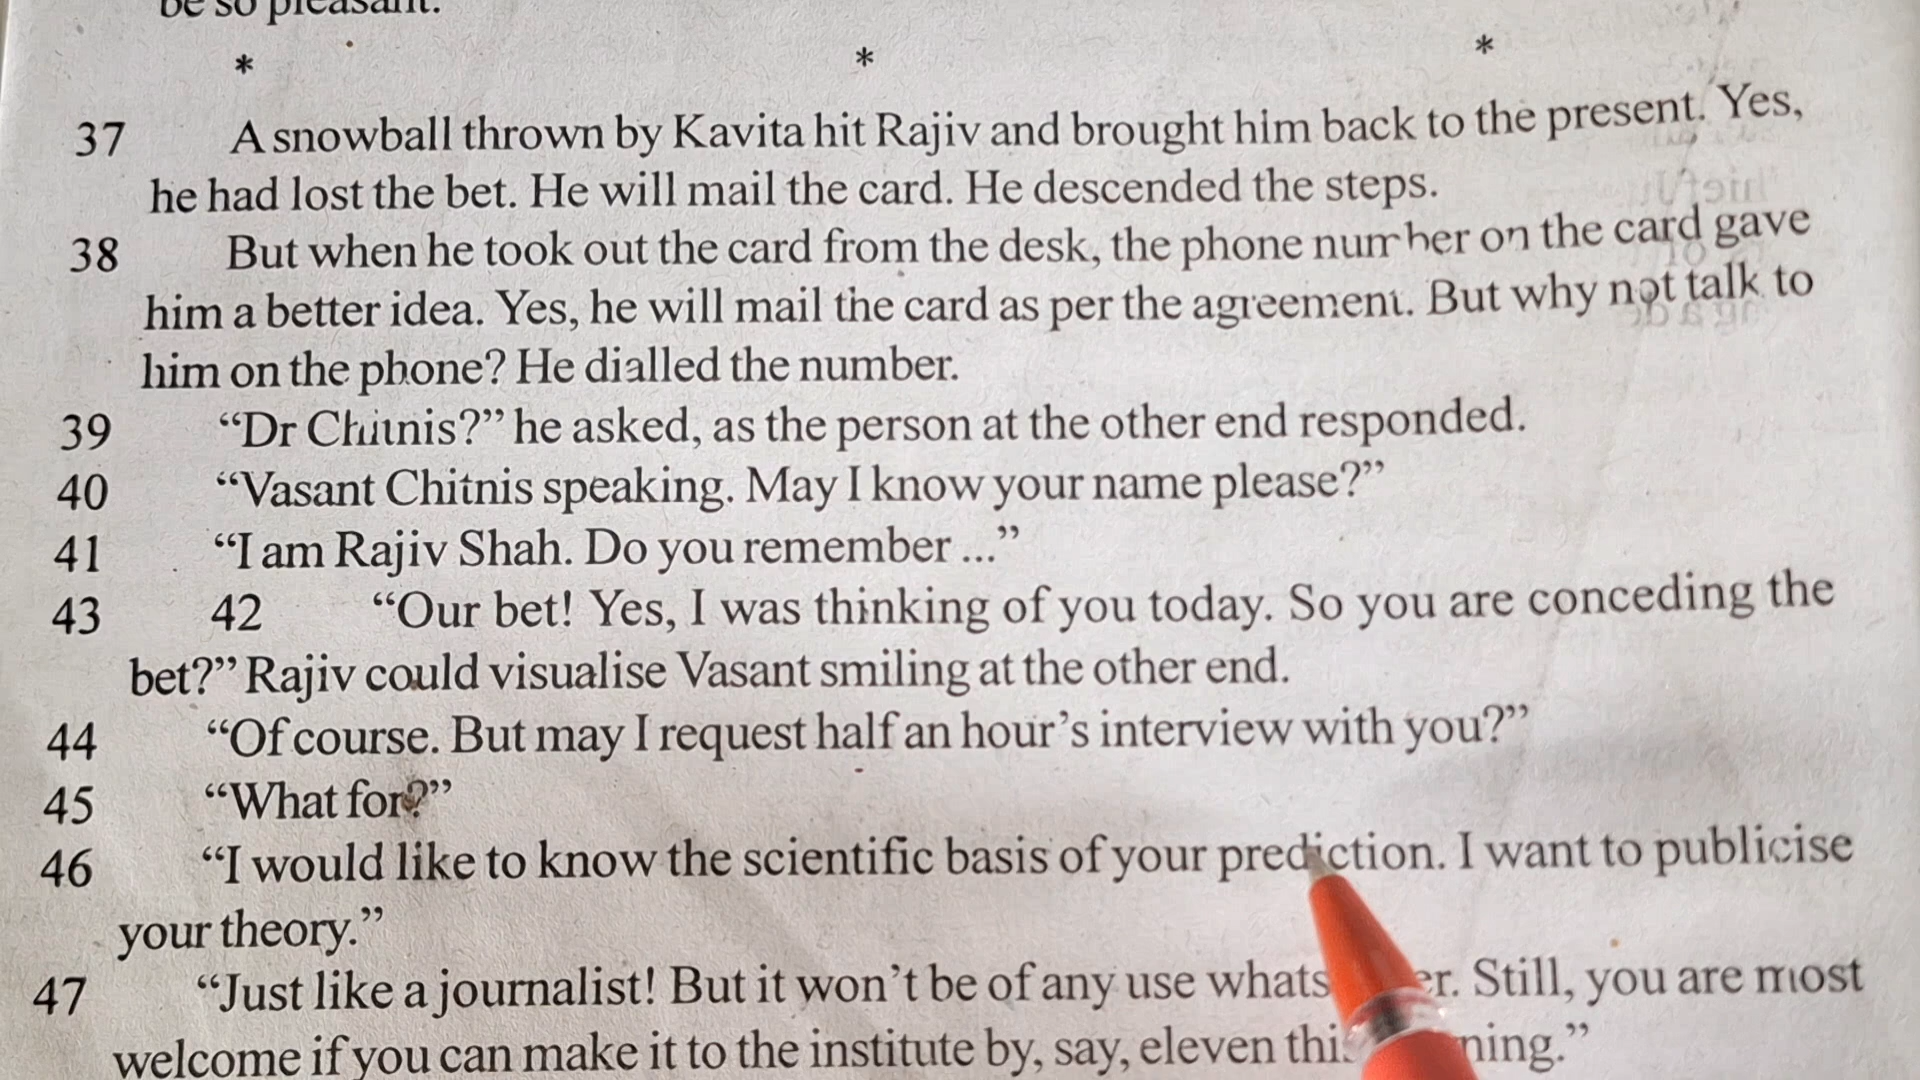 be so pleasant.
* * *
37 A snowball thrown by Kavita hit Rajiv and brought him back to the present. Yes,
he had lost the bet. He will mail the card. He descended the steps.
38 But when he took out the card from the desk, the phone number on the card gave
him a better idea. Yes, he will mail the card as per the agreement. But why not talk to
him on the phone? He dialled the number.
39 “Dr Chitnis?” he asked, as the person at the other end responded.
40 “Vasant Chitnis speaking. May I know your name please?”
41 “I am Rajiv Shah. Do you remember ...”
43 42 “Our bet! Yes, I was thinking of you today. So you are conceding the
bet?” Rajiv could visualise Vasant smiling at the other end.
44 “Of course. But may I request half an hour’s interview with you?”
45 “What for?”
46 “I would like to know the scientific basis of your prediction. I want to publicise
your theory.”
47 “Just like a journalist! But it won’t be of any use Still, you are most
welcome if you can make it to the institute by, say, eleven